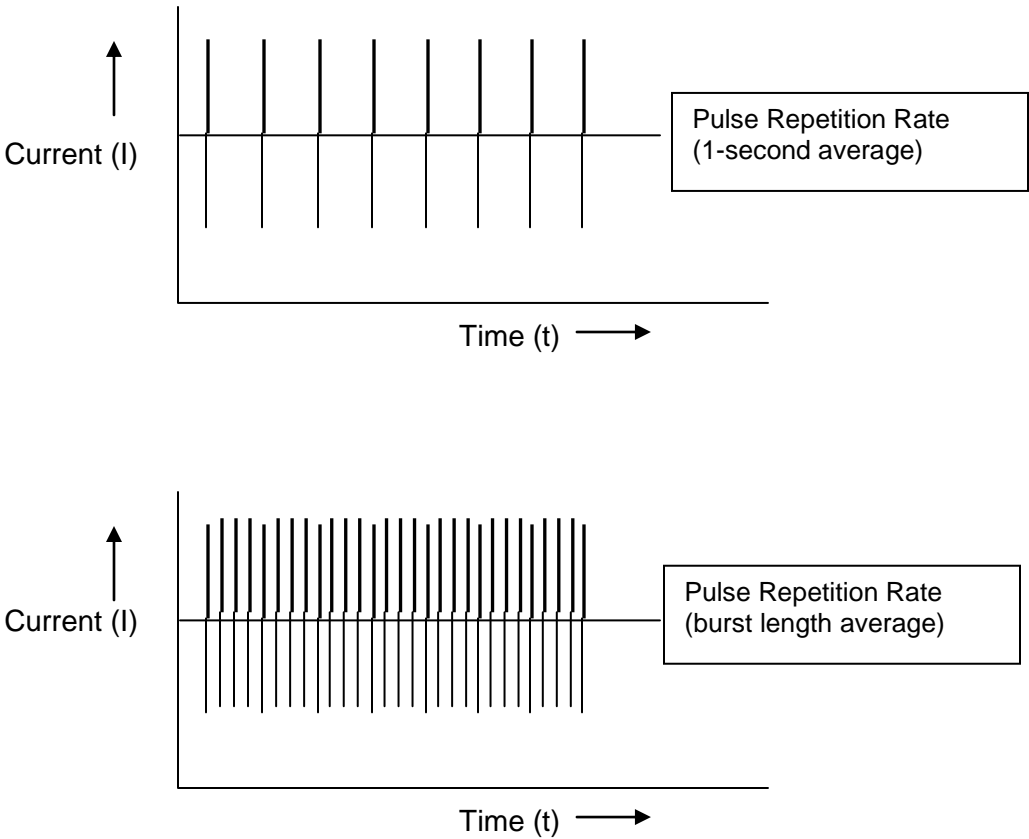 Current (I)
Pulse Repetition Rate
(1-second average)
Time (t)
Current (I)
Pulse Repetition Rate
(burst length average)
Time (t)